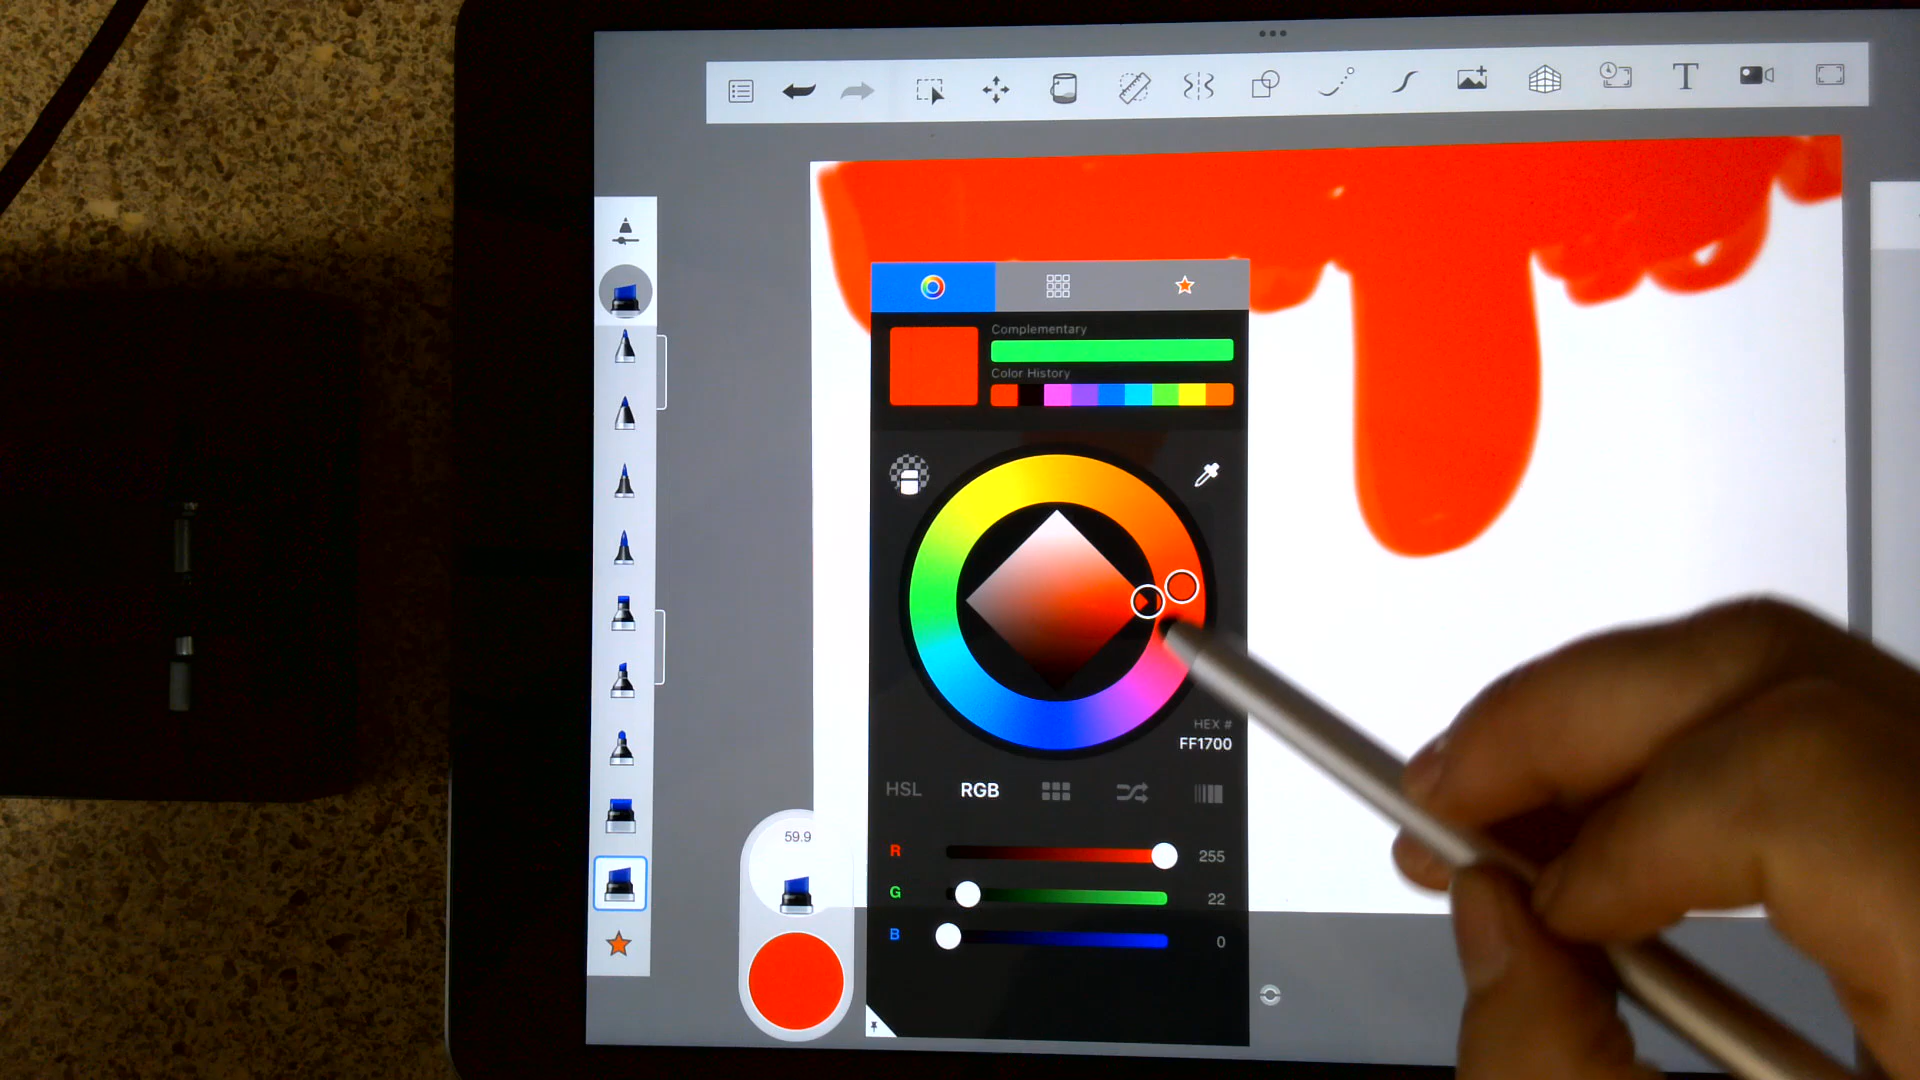 T
Complementary
Color History
HEX #
FF1700
HSL RGB
59.9
R 255
G 22
B 0